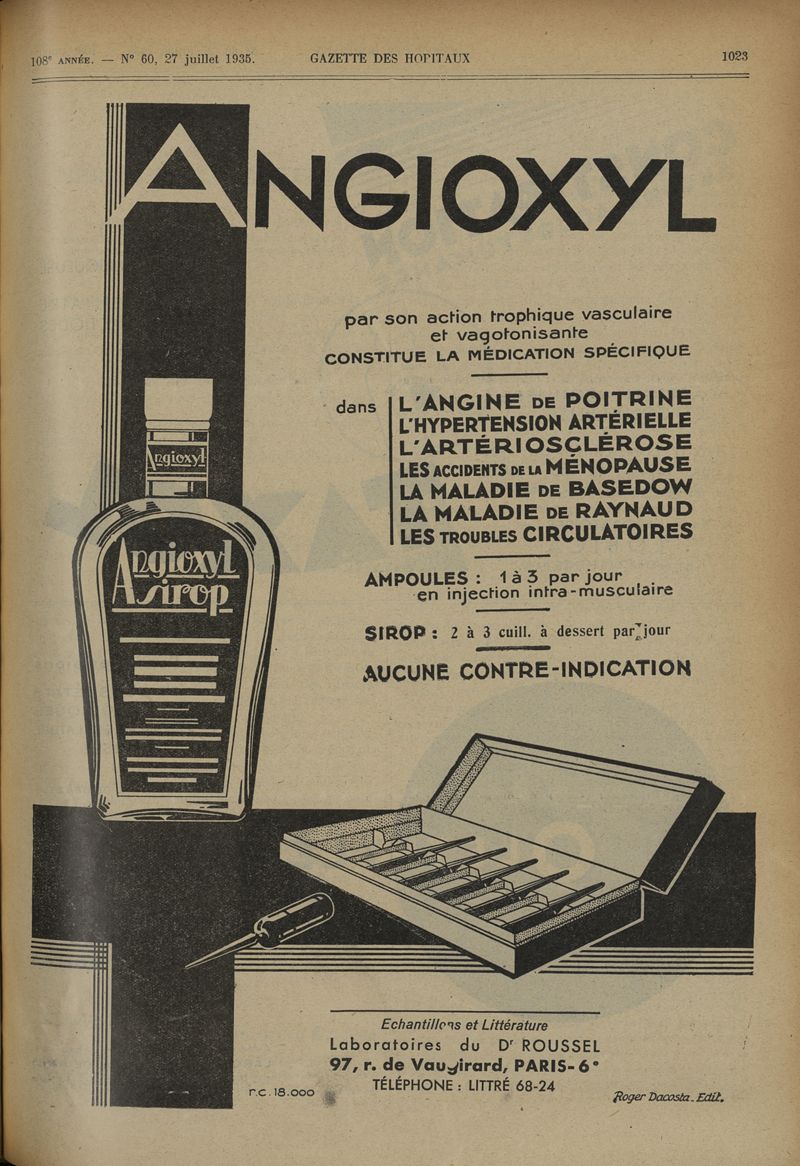 108e ANNÉE. — N° 60, 27 juillet 1935.
GAZETTE DES HOPITAUX
1023
ANGIOXYL
par son action trophique vasculaire
et vagotonisante
CONSTITUE LA MÉDICATION SPÉCIFIQUE
dans
L'ANGINE DE POITRINE
L'HYPERTENSION ARTÉRIELLE
L'ARTÉRIOSCLÉROSE
LES ACCIDENTS DE LA MÉNOPAUSE
LA MALADIE DE BASEDOW
LA MALADIE DE RAYNAUD
LES TROUBLES CIRCULATOIRES
Angioxyl
Angioxyl
sirop
AMPOULES : 1 à 3 par jour
en injection intra-musculaire
SIROP : 2 à 3 cuill. à dessert par jour
AUCUNE CONTRE-INDICATION
Echantillons et Littérature
Laboratoires du Dr ROUSSEL
97, r. de Vaugirard, PARIS-6e
TÉLÉPHONE : LITTRÉ 68-24
r.c. 18.000
Roger Dacosta. Edit.